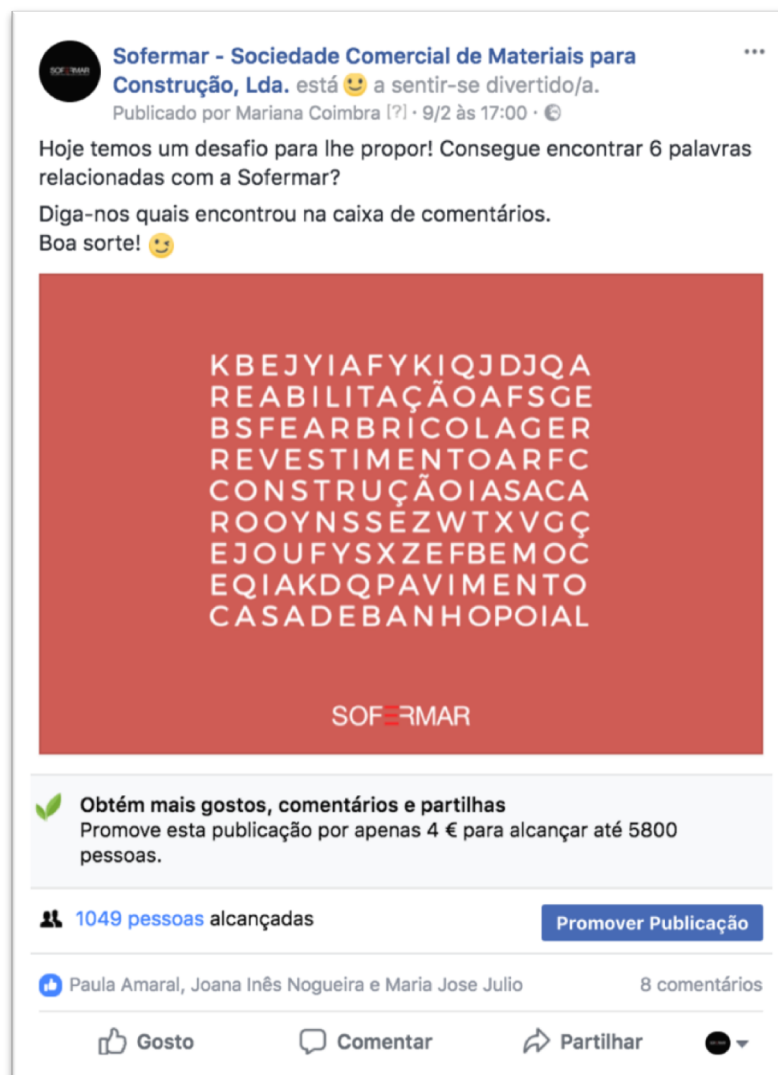 Sofermar - Sociedade Comercial de Materiais para
Construção, Lda. está a sentir-se divertido/a.
Publicado por Mariana Coimbra [?] · 9/2 às 17:00 ·
Hoje temos um desafio para lhe propor! Consegue encontrar 6 palavras
relacionadas com a Sofermar?
Diga-nos quais encontrou na caixa de comentários.
Boa sorte!
KBEJYIAFYKIQJDJQA
REABILITAÇÃOAFSGE
BSFEARBRICOLAGER
REVESTIMENTOARFC
CONSTRUÇÃOIASACA
ROOYNSSEZWTXVGÇ
EJOUFYSXZEFBEMOC
EQIAKDQPAVIMENTO
CASADEBANHOPOIAL
SOFERMAR
Obtém mais gostos, comentários e partilhas
Promove esta publicação por apenas 4 € para alcançar até 5800
pessoas.
1049 pessoas alcançadas
Promover Publicação
Paula Amaral, Joana Inês Nogueira e Maria Jose Julio
8 comentários
Gosto
Comentar
Partilhar